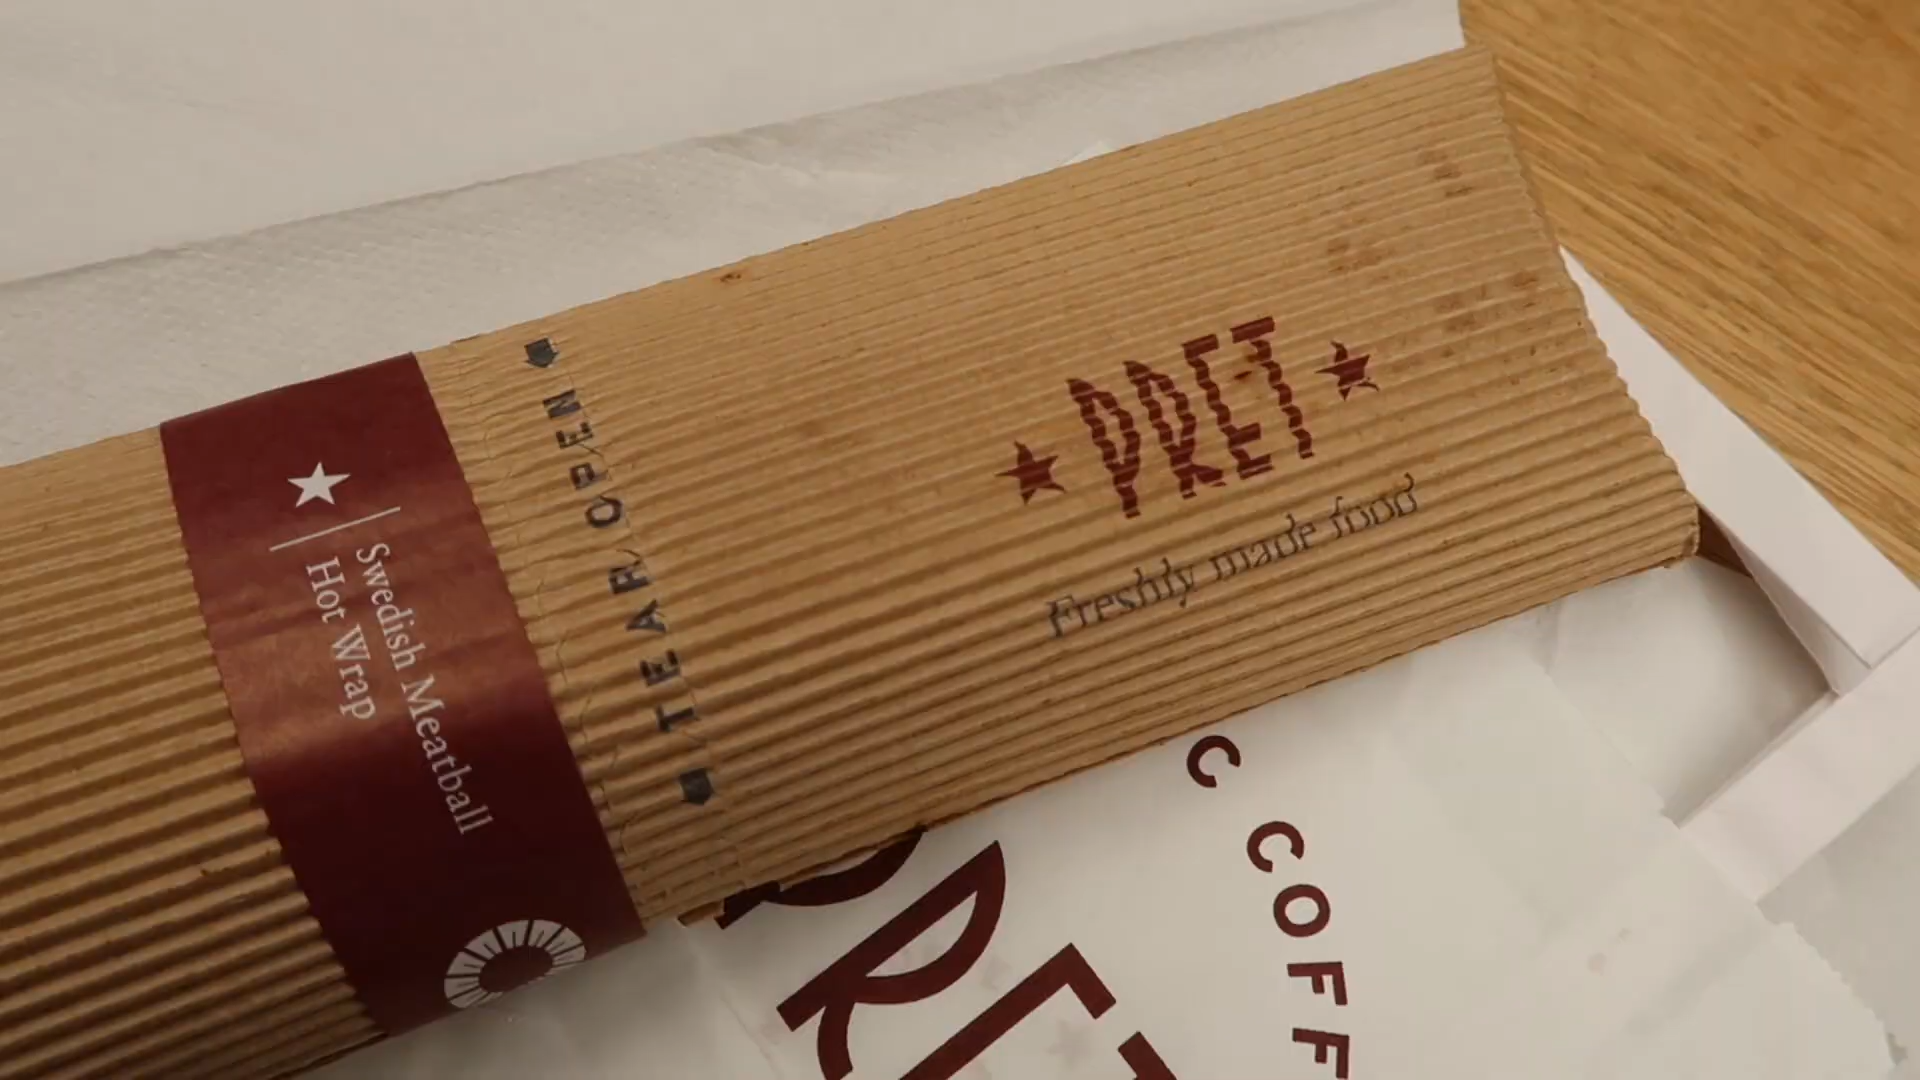 Swedish Meatball
Hot Wrap
TEAR OPEN
PRET
Freshly made food
C COFF
PRET